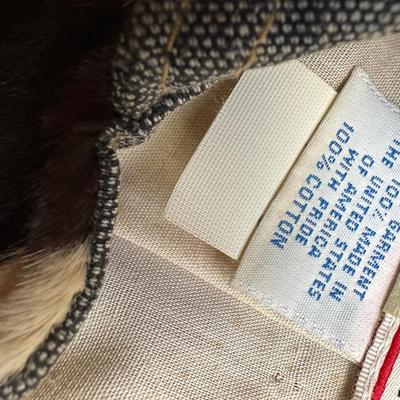 GARMENT
100% MADE IN
THE UNITED STATES
OF AMERICA
WITH PRIDE
100% COTTON